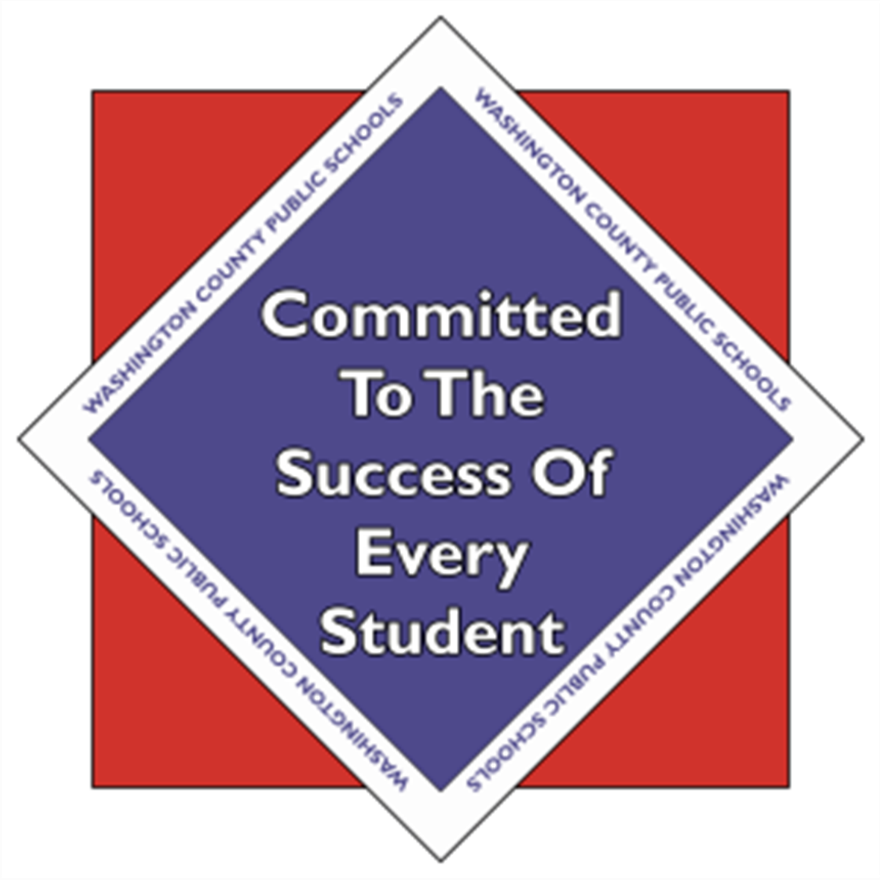 WASHINGTON COUNTY PUBLIC SCHOOLS
WASHINGTON COUNTY PUBLIC SCHOOLS
Committed
To The
Success Of
Every
Student
WASHINGTON COUNTY PUBLIC SCHOOLS
WASHINGTON COUNTY PUBLIC SCHOOLS